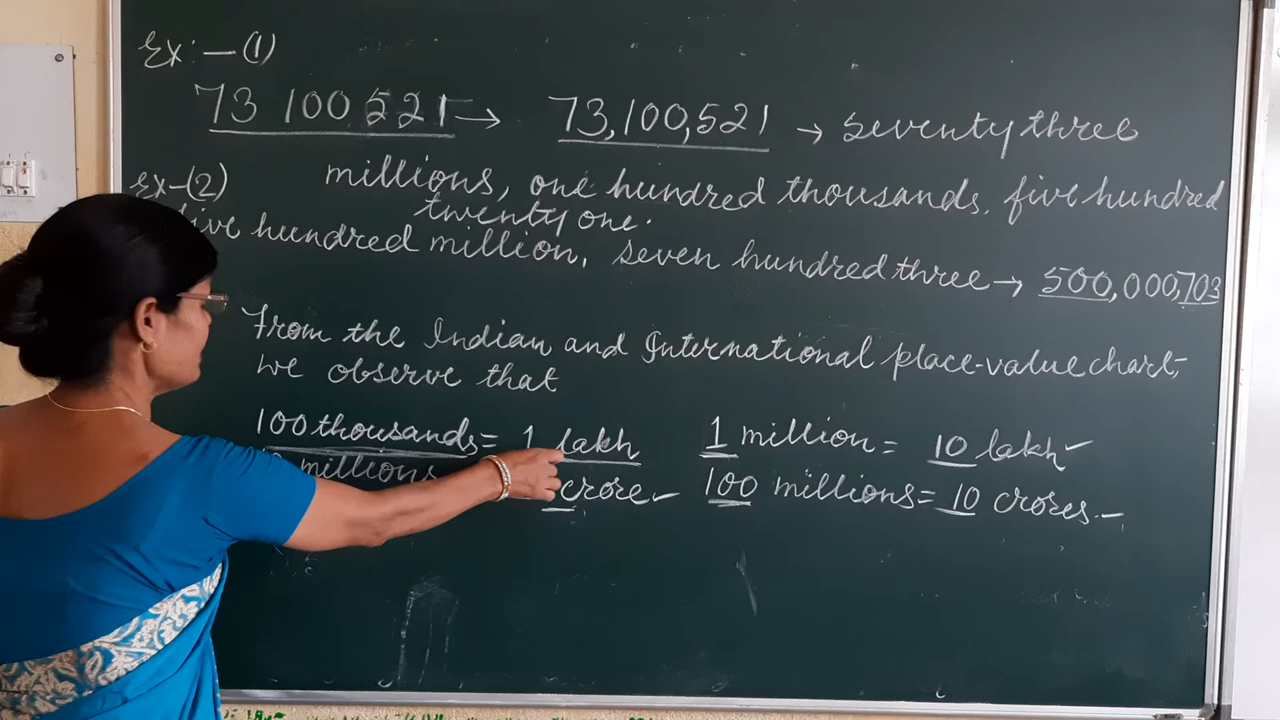 Ex:-(1)
73 100 521 → 73,100,521 → seventy three
millions, one hundred thousands, five hundred
twenty one.
Ex-(2)
five hundred million, seven hundred three → 500,000,703
From the Indian and International place-value chart,
we observe that
100 thousands = 1 lakh 1 million = 10 lakh
millions crore 100 millions = 10 crores.